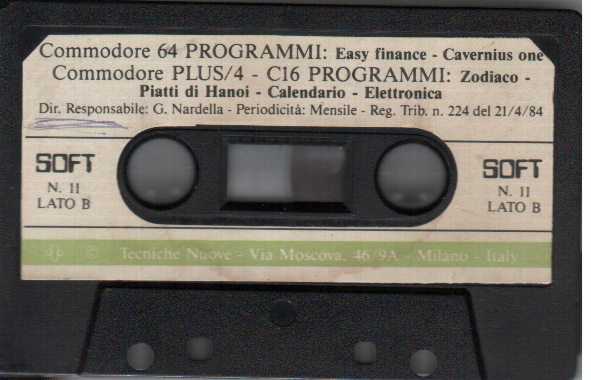 Commodore 64 PROGRAMMI: Easy finance - Cavernius one
Commodore PLUS/4 - C16 PROGRAMMI: Zodiaco -
Piatti di Hanoi - Calendario - Elettronica
Dir. Responsabile: G. Nardella - Periodicità: Mensile - Reg. Trib. n. 224 del 21/4/84
SOFT
N. 11
LATO B
SOFT
N. 11
LATO B
© Tecniche Nuove - Via Moscova, 46/9A - Milano - Italy